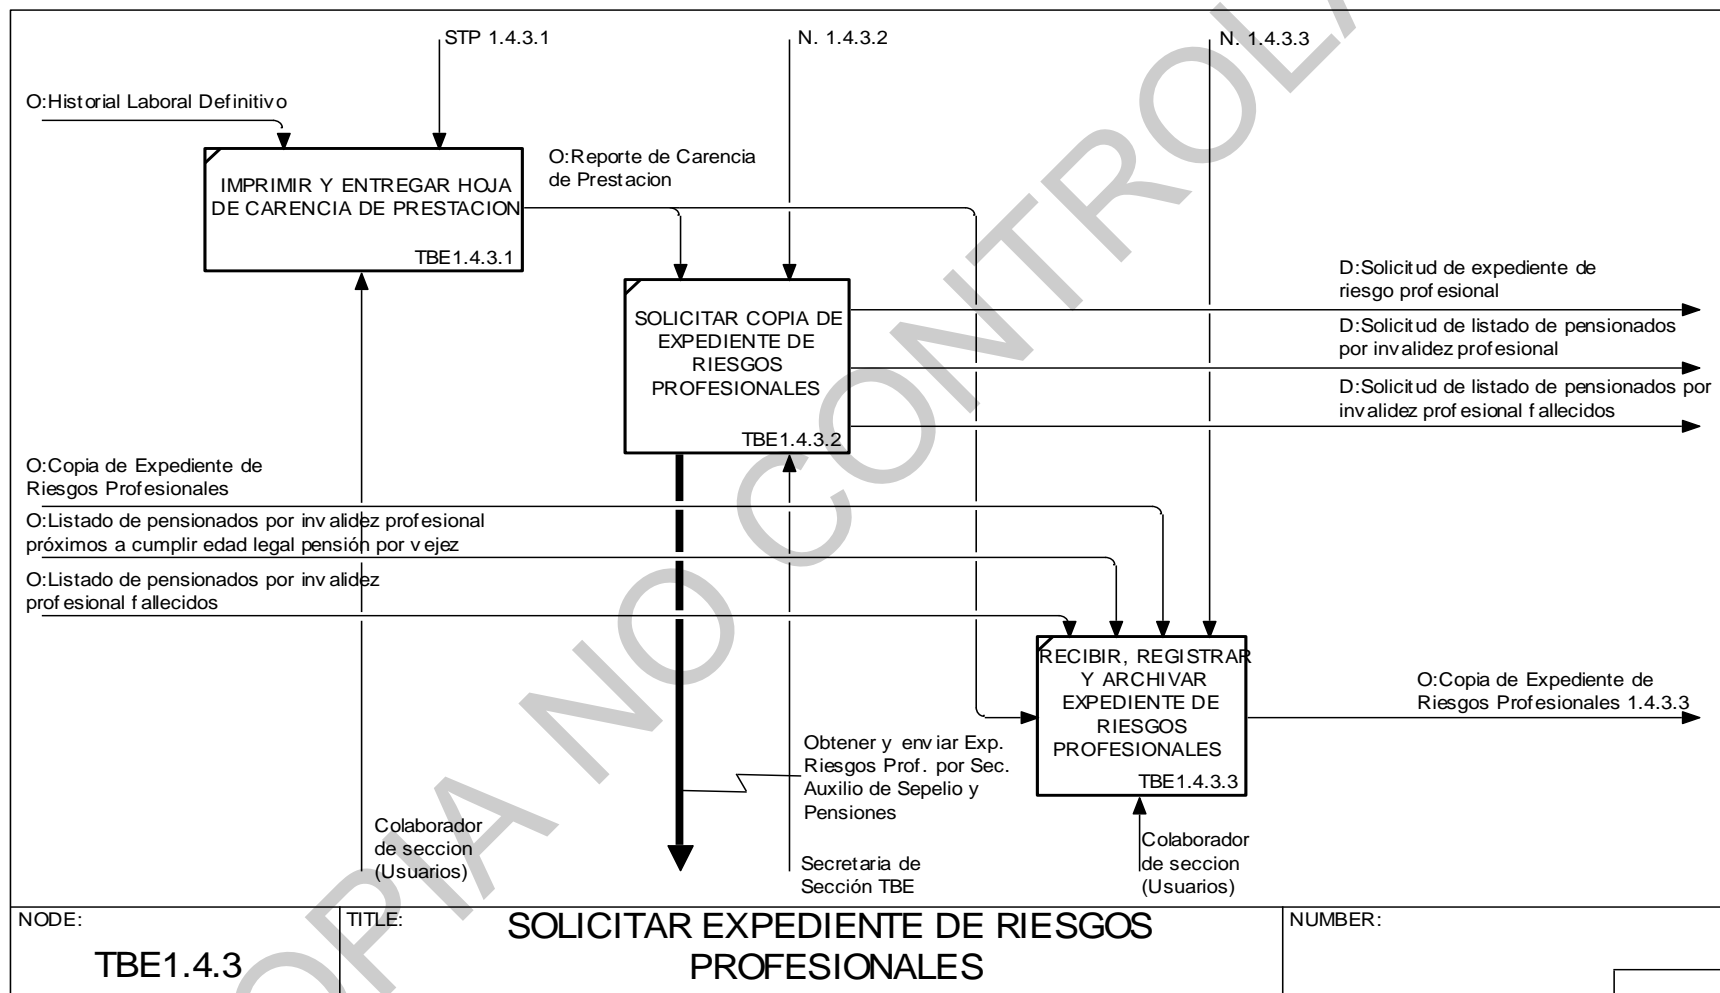 STP 1.4.3.1
N. 1.4.3.2
N. 1.4.3.3
O:Historial Laboral Definitivo
IMPRIMIR Y ENTREGAR HOJA
DE CARENCIA DE PRESTACION
TBE1.4.3.1
O:Reporte de Carencia
de Prestacion
SOLICITAR COPIA DE
EXPEDIENTE DE
RIESGOS
PROFESIONALES
TBE1.4.3.2
D:Solicitud de expediente de
riesgo profesional
D:Solicitud de listado de pensionados
por invalidez profesional
D:Solicitud de listado de pensionados por
invalidez profesional fallecidos
O:Copia de Expediente de
Riesgos Profesionales
O:Listado de pensionados por invalidez profesional
próximos a cumplir edad legal pensión por vejez
O:Listado de pensionados por invalidez
profesional fallecidos
RECIBIR, REGISTRAR
Y ARCHIVAR
EXPEDIENTE DE
RIESGOS
PROFESIONALES
TBE1.4.3.3
O:Copia de Expediente de
Riesgos Profesionales 1.4.3.3
Obtener y enviar Exp.
Riesgos Prof. por Sec.
Auxilio de Sepelio y
Pensiones
Colaborador
de seccion
(Usuarios)
Secretaria de
Sección TBE
Colaborador
de seccion
(Usuarios)
NODE:
TBE1.4.3
TITLE:
SOLICITAR EXPEDIENTE DE RIESGOS
PROFESIONALES
NUMBER:
OPIA NO CONTROLA